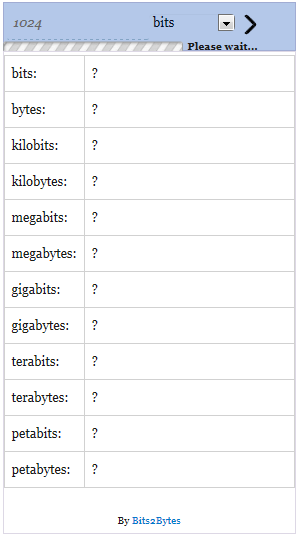 1024 bits
Please wait...
bits: ?
bytes: ?
kilobits: ?
kilobytes: ?
megabits: ?
megabytes: ?
gigabits: ?
gigabytes: ?
terabits: ?
terabytes: ?
petabits: ?
petabytes: ?
By Bits2Bytes